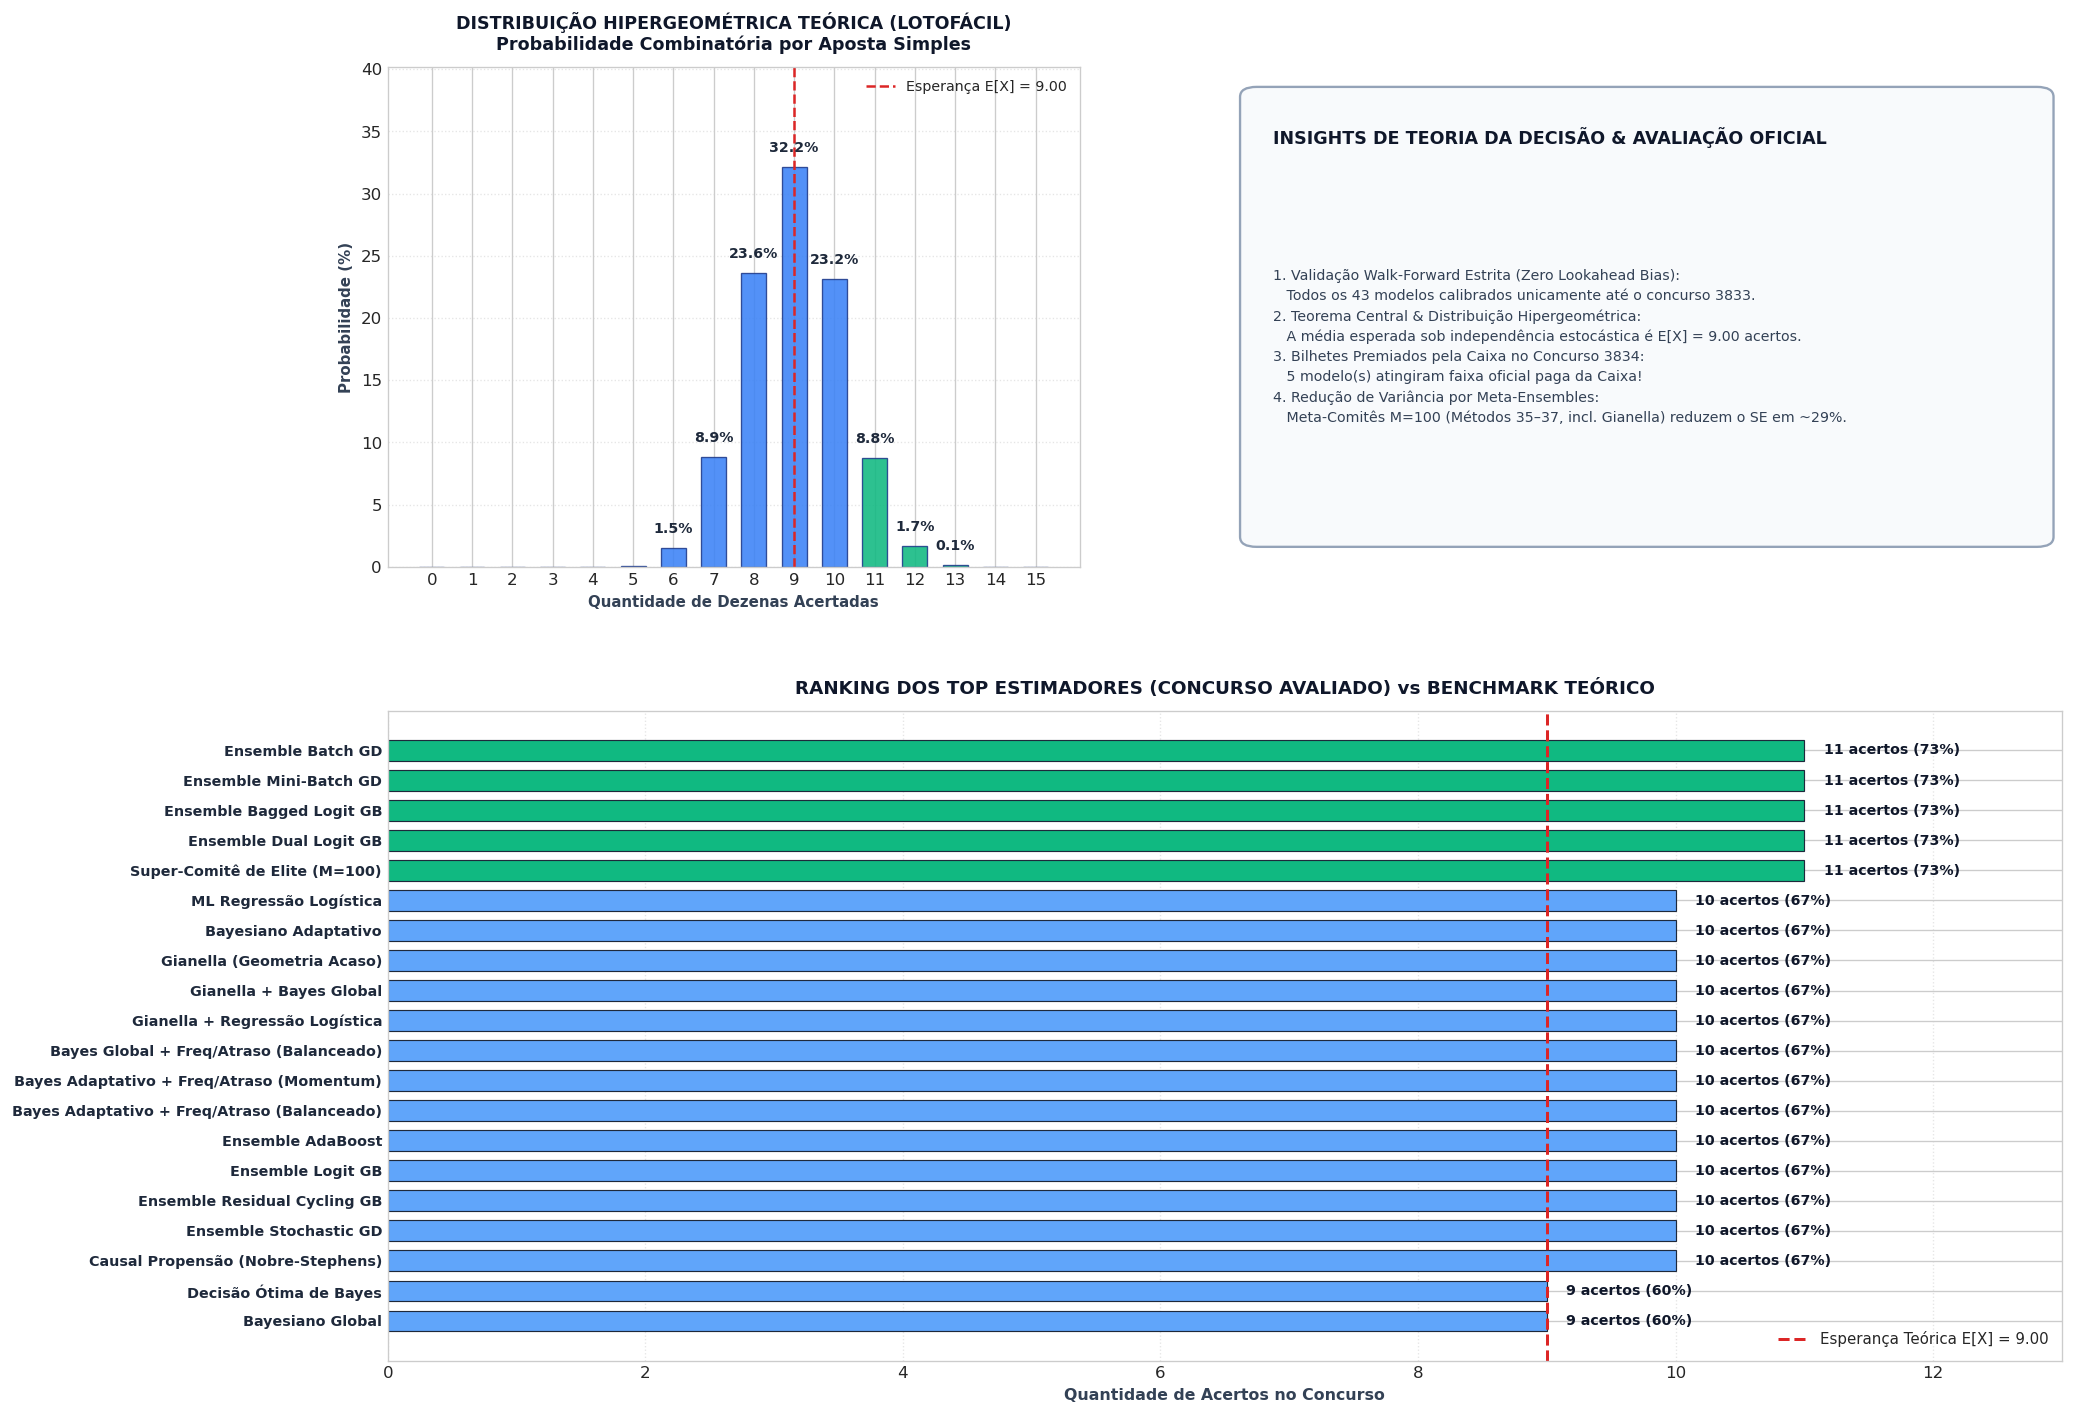 DISTRIBUIÇÃO HIPERGEOMÉTRICA TEÓRICA (LOTOFÁCIL)
Probabilidade Combinatória por Aposta Simples
Esperança E[X] = 9.00
Probabilidade (%)
40
35
30
25
20
15
10
5
0
1.5%
8.9%
23.6%
32.2%
23.2%
8.8%
1.7%
0.1%
0 1 2 3 4 5 6 7 8 9 10 11 12 13 14 15
Quantidade de Dezenas Acertadas
INSIGHTS DE TEORIA DA DECISÃO & AVALIAÇÃO OFICIAL
1. Validação Walk-Forward Estrita (Zero Lookahead Bias):
Todos os 43 modelos calibrados unicamente até o concurso 3833.
2. Teorema Central & Distribuição Hipergeométrica:
A média esperada sob independência estocástica é E[X] = 9.00 acertos.
3. Bilhetes Premiados pela Caixa no Concurso 3834:
5 modelo(s) atingiram faixa oficial paga da Caixa!
4. Redução de Variância por Meta-Ensembles:
Meta-Comitês M=100 (Métodos 35–37, incl. Gianella) reduzem o SE em ~29%.
RANKING DOS TOP ESTIMADORES (CONCURSO AVALIADO) vs BENCHMARK TEÓRICO
Ensemble Batch GD 11 acertos (73%)
Ensemble Mini-Batch GD 11 acertos (73%)
Ensemble Bagged Logit GB 11 acertos (73%)
Ensemble Dual Logit GB 11 acertos (73%)
Super-Comitê de Elite (M=100) 11 acertos (73%)
ML Regressão Logística 10 acertos (67%)
Bayesiano Adaptativo 10 acertos (67%)
Gianella (Geometria Acaso) 10 acertos (67%)
Gianella + Bayes Global 10 acertos (67%)
Gianella + Regressão Logística 10 acertos (67%)
Bayes Global + Freq/Atraso (Balanceado) 10 acertos (67%)
Bayes Adaptativo + Freq/Atraso (Momentum) 10 acertos (67%)
Bayes Adaptativo + Freq/Atraso (Balanceado) 10 acertos (67%)
Ensemble AdaBoost 10 acertos (67%)
Ensemble Logit GB 10 acertos (67%)
Ensemble Residual Cycling GB 10 acertos (67%)
Ensemble Stochastic GD 10 acertos (67%)
Causal Propensão (Nobre-Stephens) 10 acertos (67%)
Decisão Ótima de Bayes 9 acertos (60%)
Bayesiano Global 9 acertos (60%)
Esperança Teórica E[X] = 9.00
0 2 4 6 8 10 12
Quantidade de Acertos no Concurso